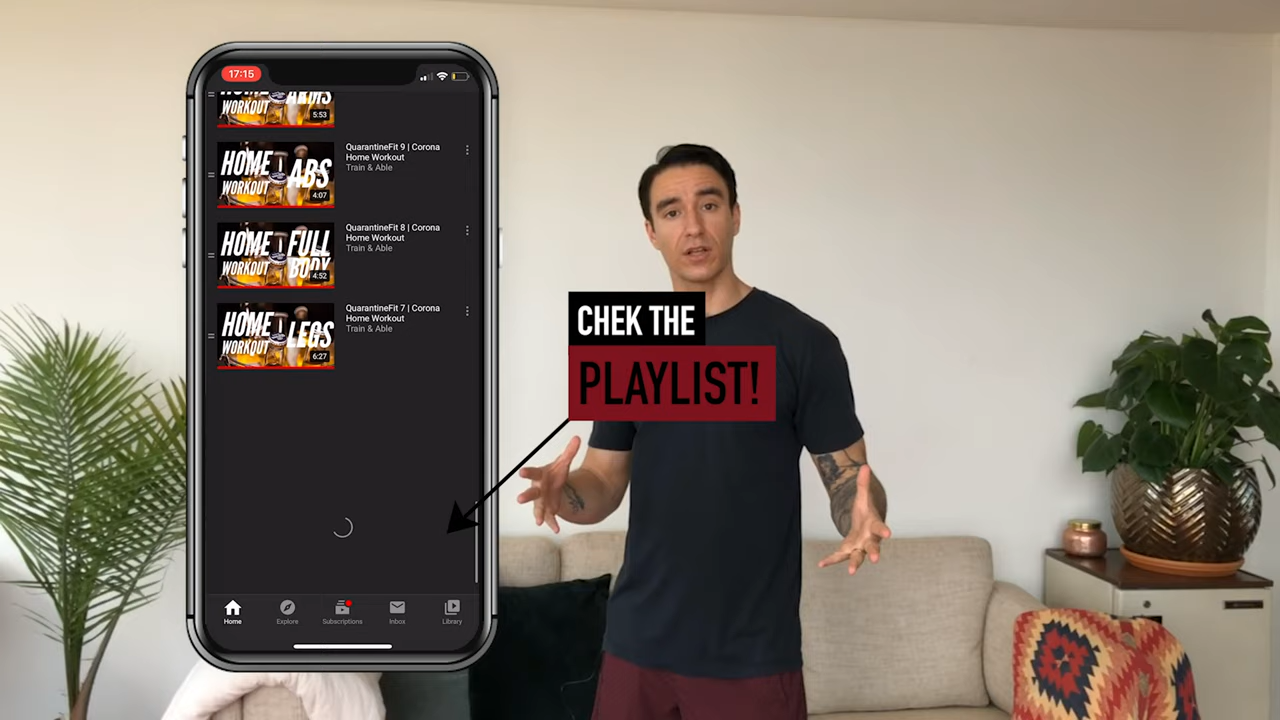 17:15
HOME ARMS
WORKOUT
5:53
QuarantineFit 9 | Corona
Home Workout
Train & Able
HOME ABS
WORKOUT
4:07
QuarantineFit 8 | Corona
Home Workout
Train & Able
HOME FULL
WORKOUT BODY
4:52
QuarantineFit 7 | Corona
Home Workout
Train & Able
HOME LEGS
WORKOUT
6:27
CHEK THE
PLAYLIST!
Home Explore Subscriptions Inbox Library